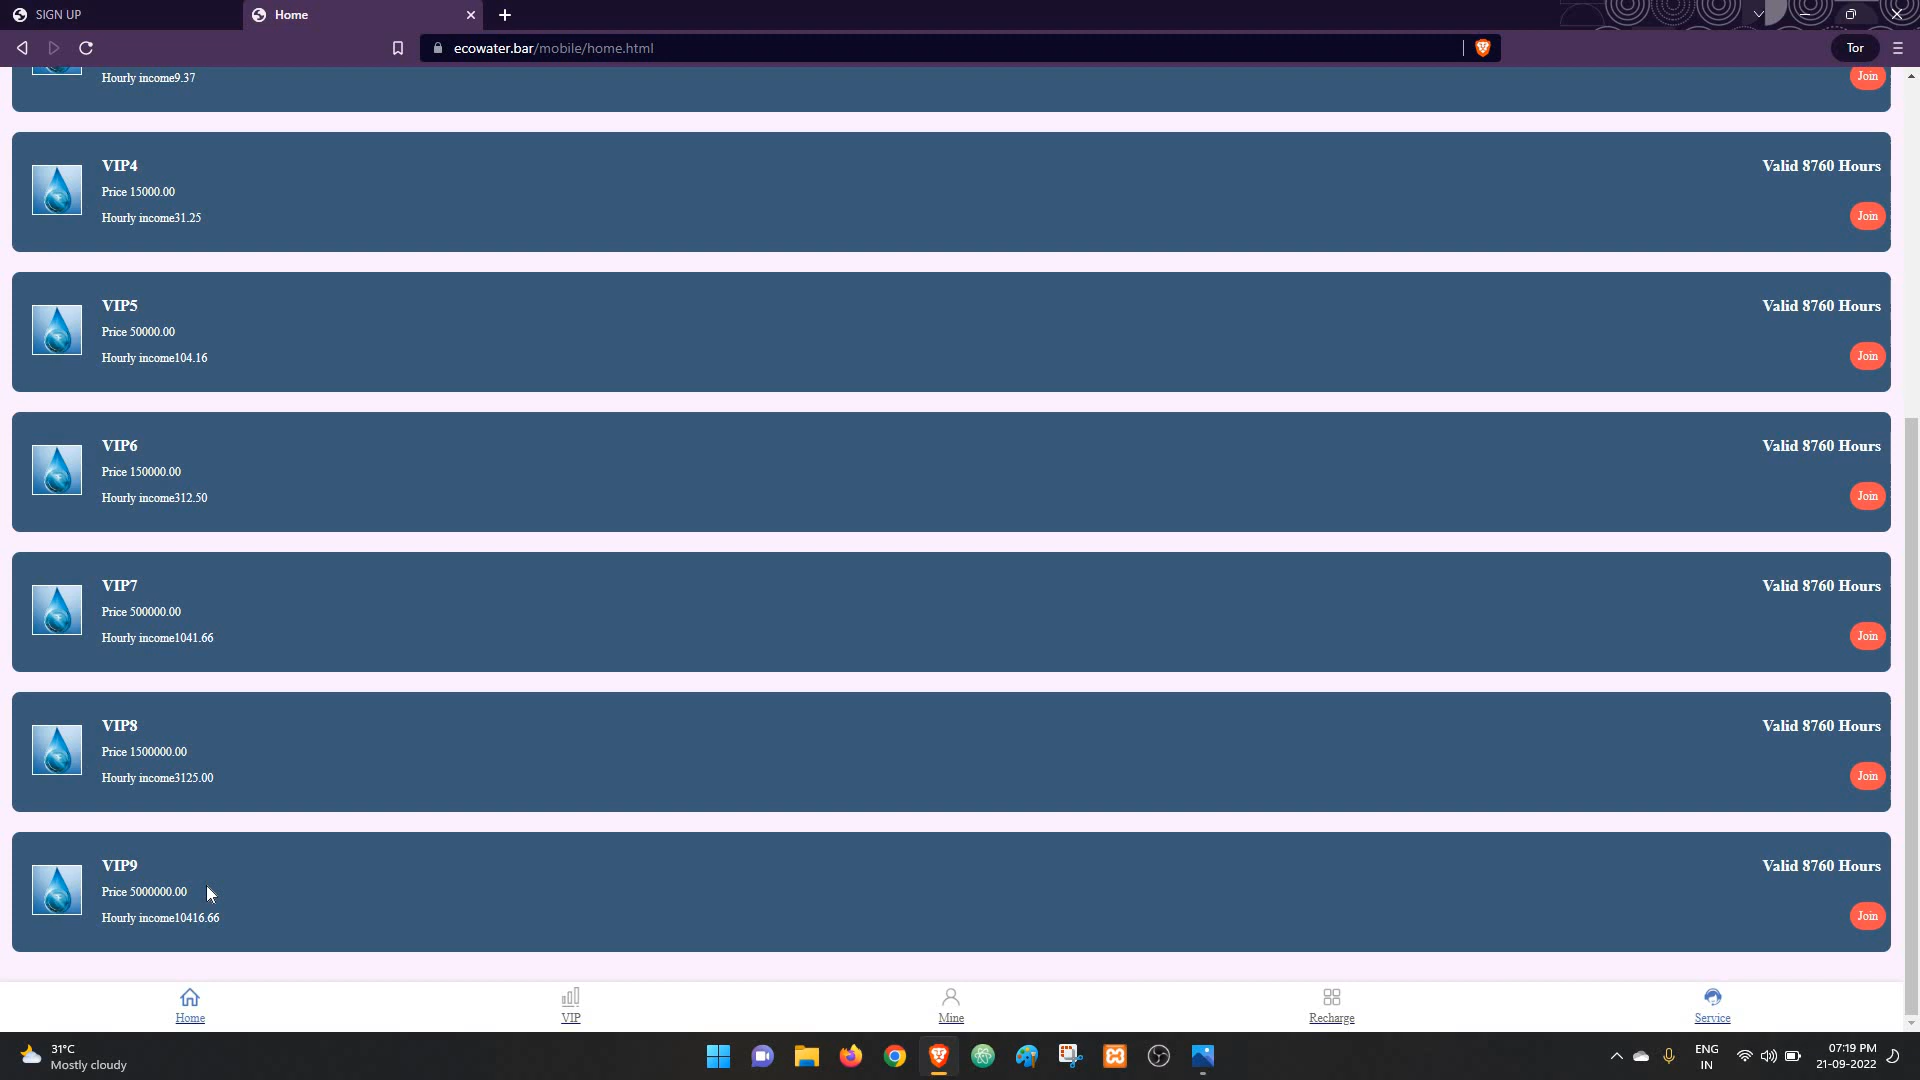 SIGN UP
Home
ecowater.bar/mobile/home.html
Tor
Hourly income9.37
Join
VIP4
Valid 8760 Hours
Price 15000.00
Hourly income31.25
Join
VIP5
Valid 8760 Hours
Price 50000.00
Hourly income104.16
Join
VIP6
Valid 8760 Hours
Price 150000.00
Hourly income312.50
Join
VIP7
Valid 8760 Hours
Price 500000.00
Hourly income1041.66
Join
VIP8
Valid 8760 Hours
Price 1500000.00
Hourly income3125.00
Join
VIP9
Valid 8760 Hours
Price 5000000.00
Hourly income10416.66
Join
Home
VIP
Mine
Recharge
Service
31°C
Mostly cloudy
ENG
IN
07:19 PM
21-09-2022